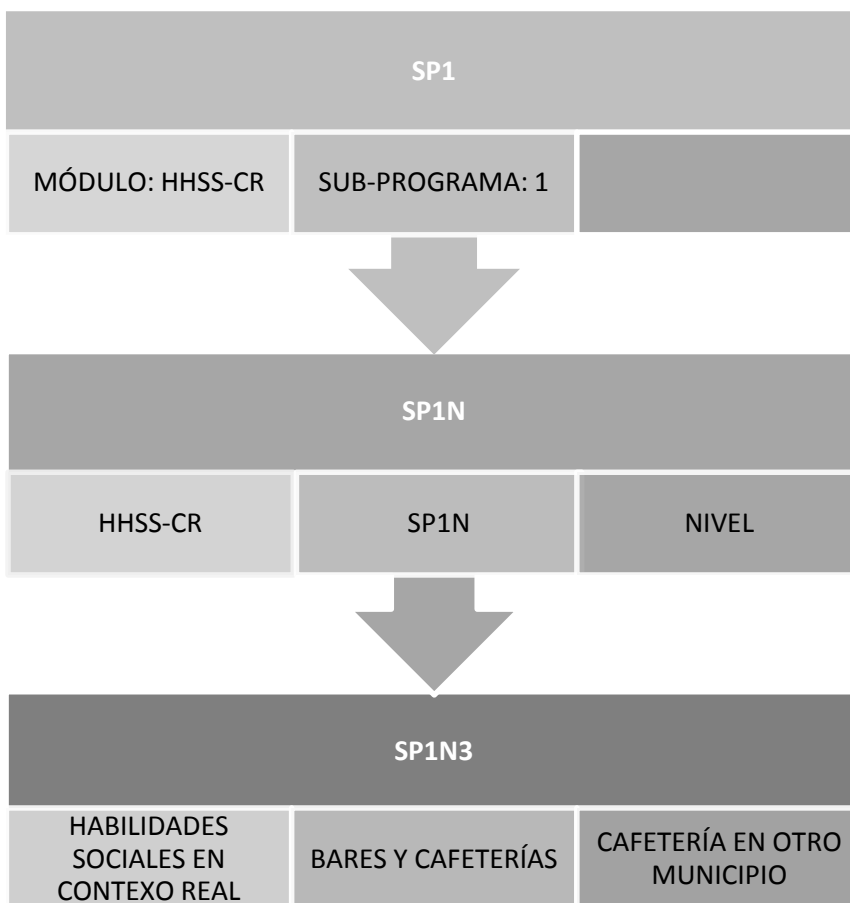 SP1
MÓDULO: HHSS-CR
SUB-PROGRAMA: 1
SP1N
HHSS-CR
SP1N
NIVEL
SP1N3
HABILIDADES
SOCIALES EN
CONTEXO REAL
BARES Y CAFETERÍAS
CAFETERÍA EN OTRO
MUNICIPIO